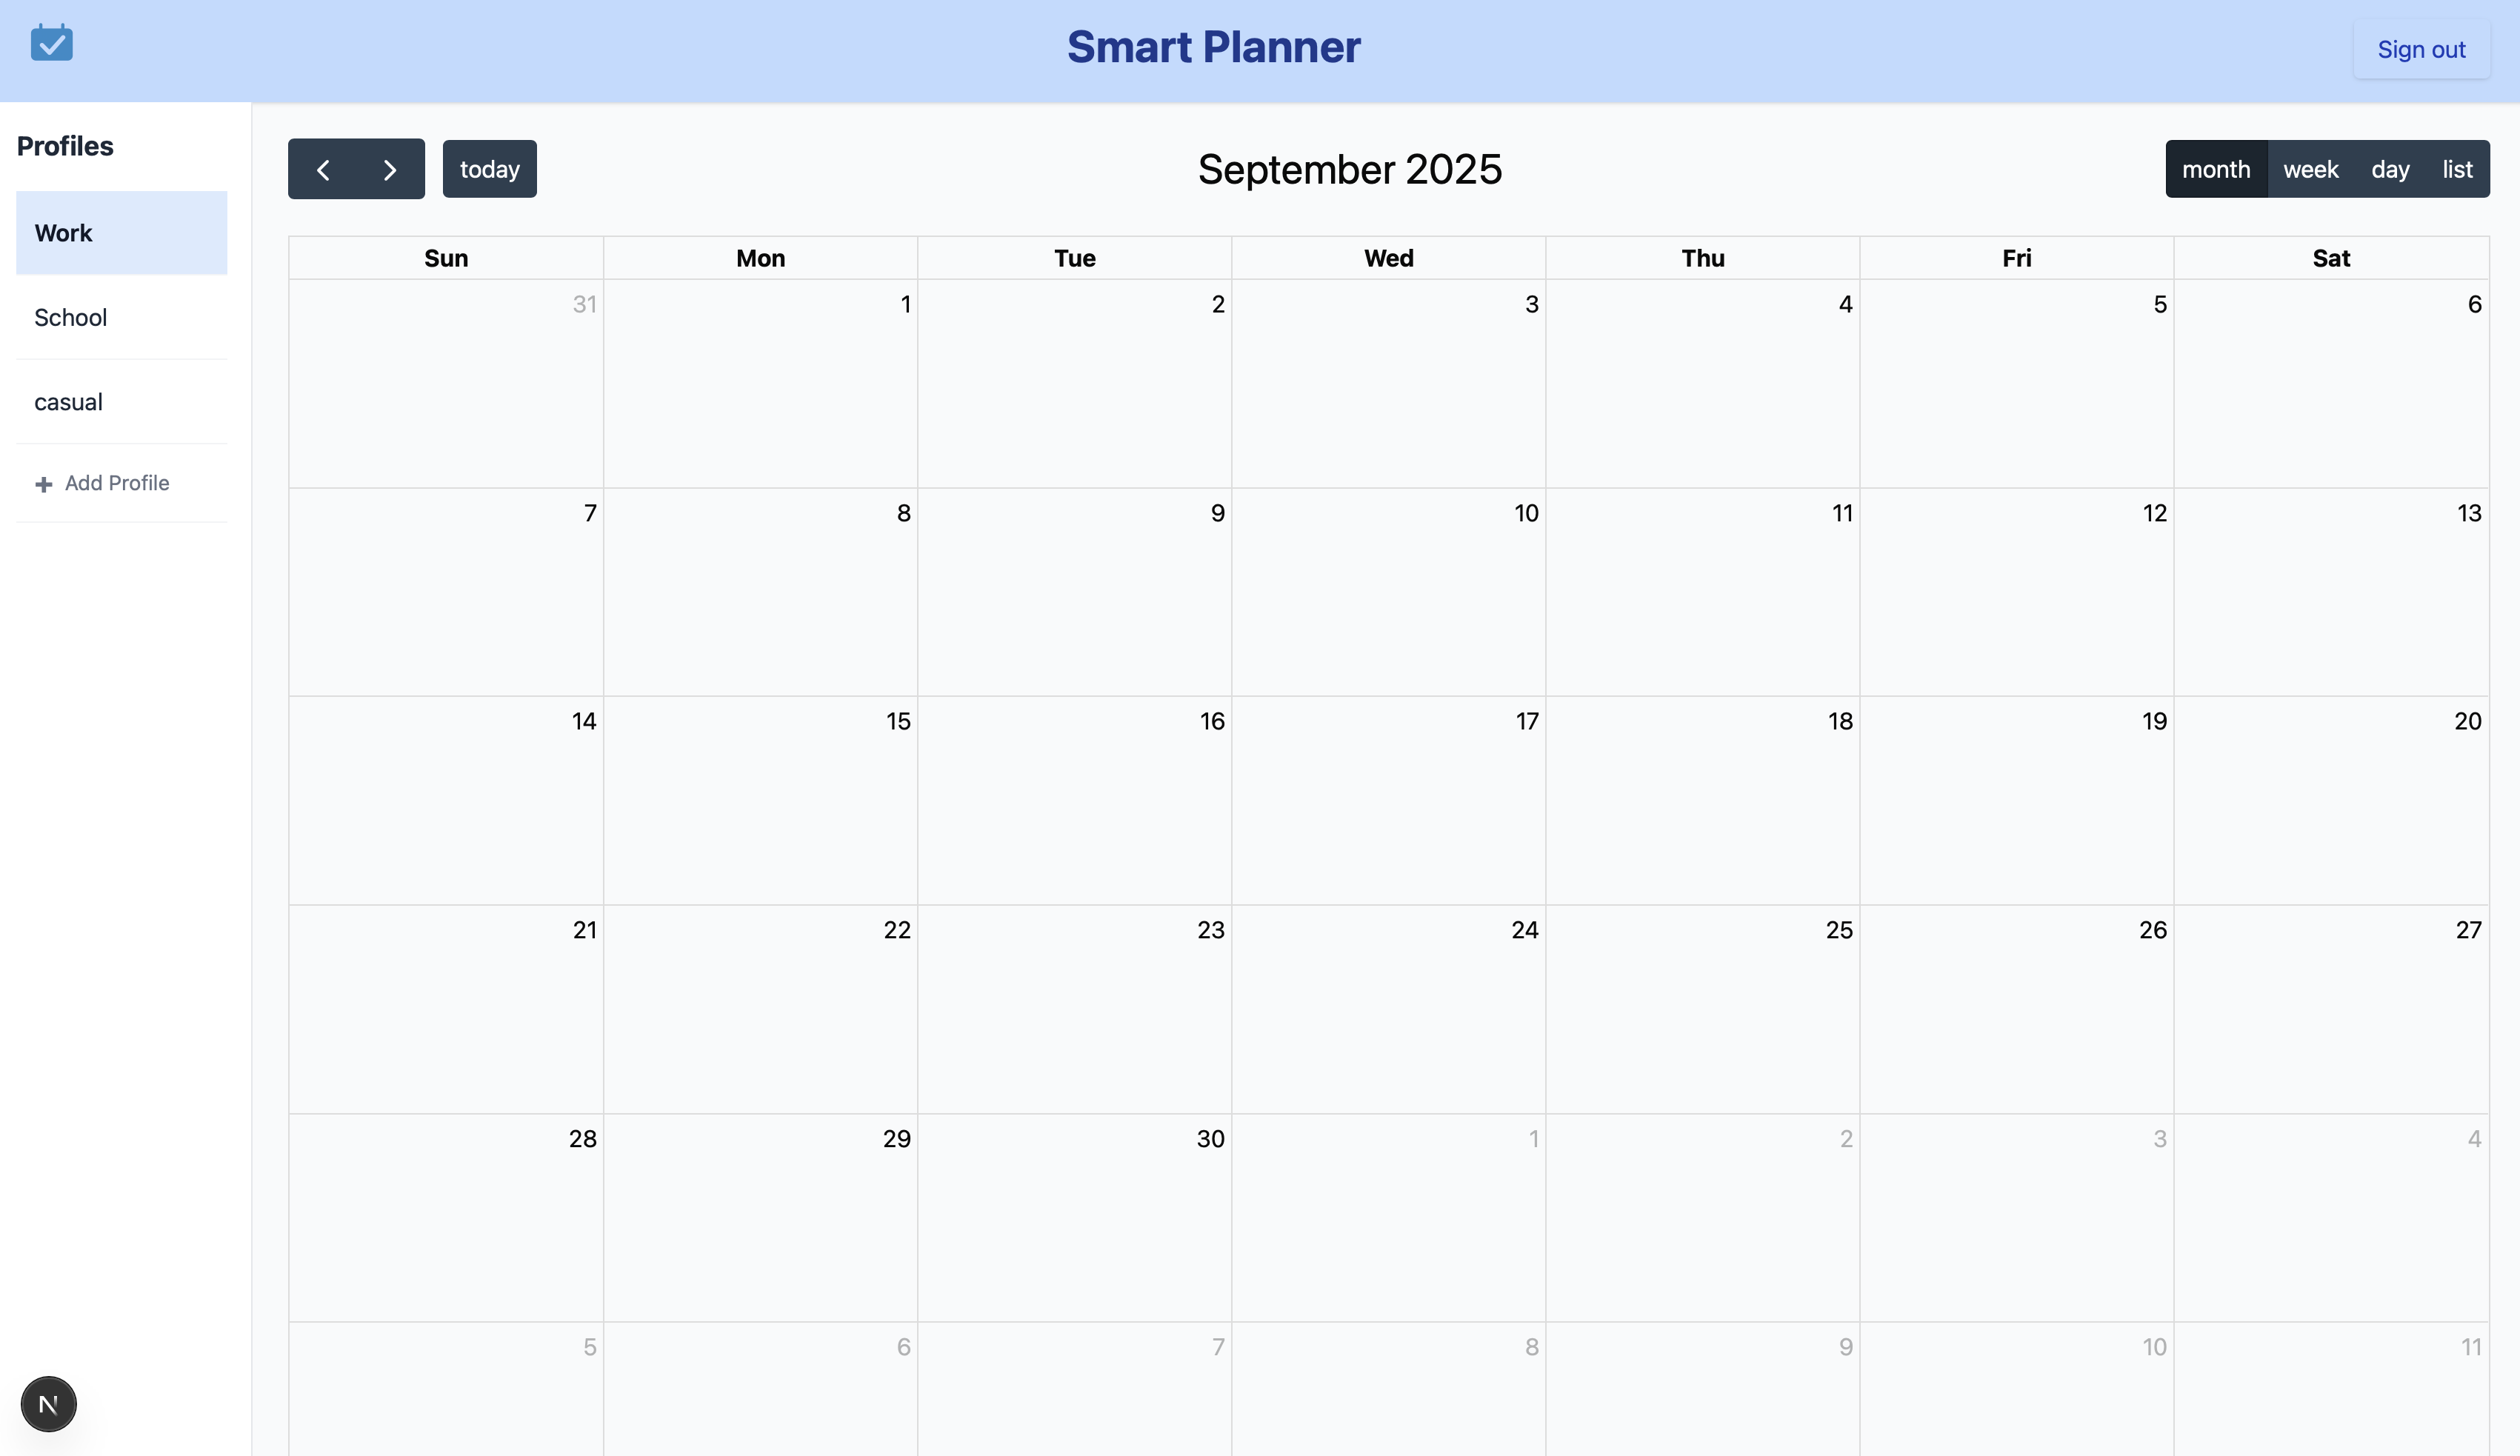 Smart Planner
Sign out
Profiles
Work
School
casual
Add Profile
today
September 2025
month week day list
Sun Mon Tue Wed Thu Fri Sat
31 1 2 3 4 5 6
7 8 9 10 11 12 13
14 15 16 17 18 19 20
21 22 23 24 25 26 27
28 29 30 1 2 3 4
5 6 7 8 9 10 11
N